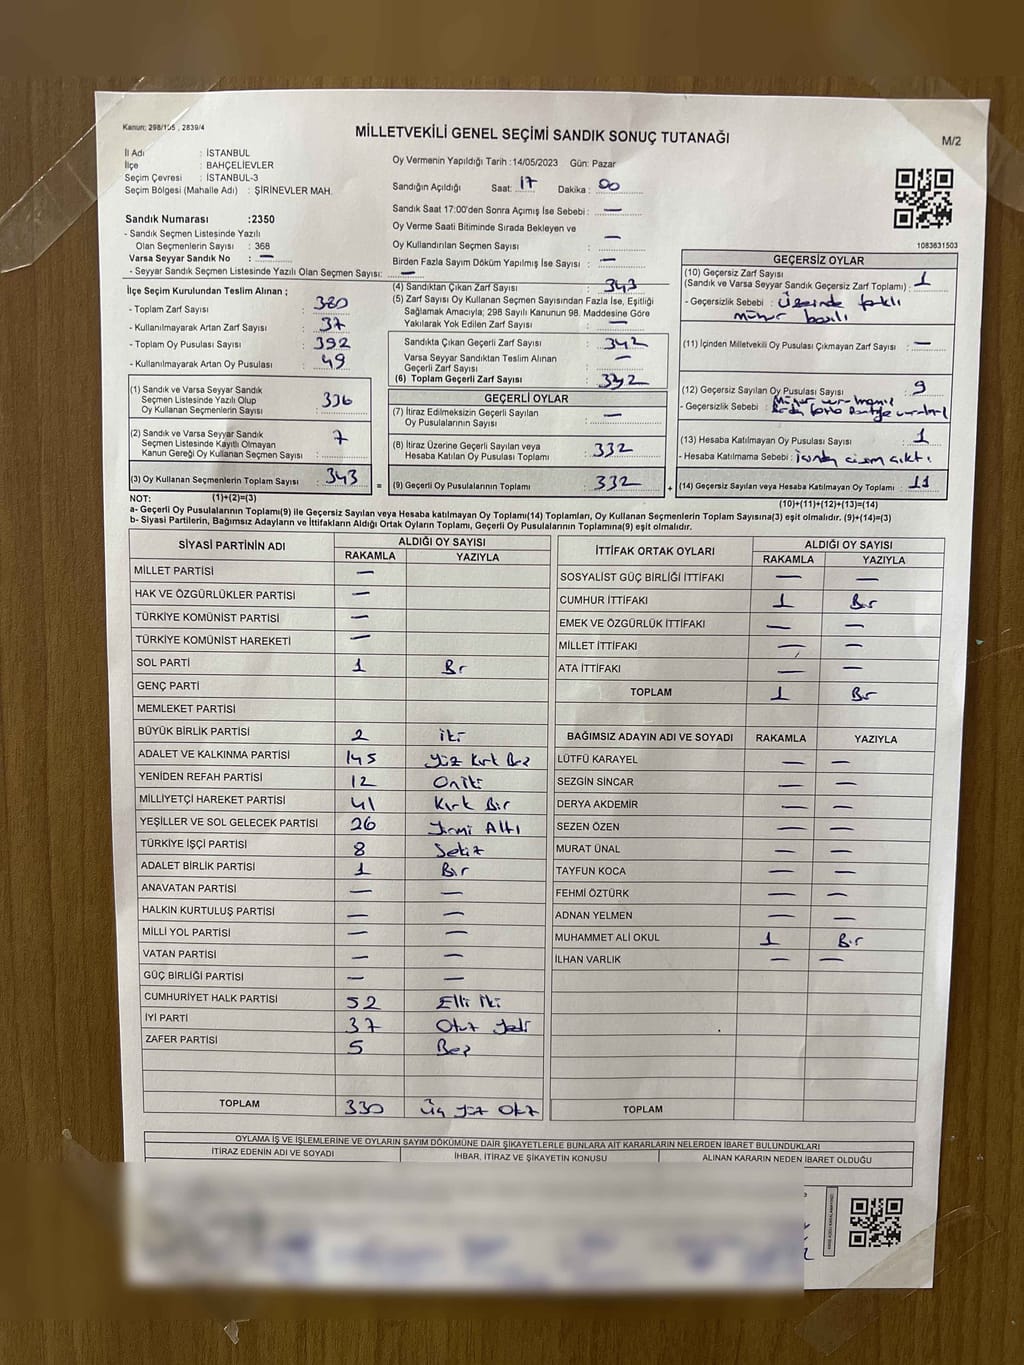 Kanun; 298/105 , 2839/4
MİLLETVEKİLİ GENEL SEÇİMİ SANDIK SONUÇ TUTANAĞI
M/2
İl Adı : İSTANBUL
İlçe : BAHÇELİEVLER
Seçim Çevresi : İSTANBUL-3
Seçim Bölgesi (Mahalle Adı) : ŞİRİNEVLER MAH.
Sandık Numarası :2350
- Sandık Seçmen Listesinde Yazılı
Olan Seçmenlerin Sayısı : 368
Varsa Seyyar Sandık No : —
- Seyyar Sandık Seçmen Listesinde Yazılı Olan Seçmen Sayısı: —
Oy Vermenin Yapıldığı Tarih :14/05/2023 Gün: Pazar
Sandığın Açıldığı Saat: 17 Dakika : 00
Sandık Saat 17:00'den Sonra Açımış İse Sebebi : —
Oy Verme Saati Bitiminde Sırada Bekleyen ve
Oy Kullandırılan Seçmen Sayısı : —
Birden Fazla Sayım Döküm Yapılmış İse Sayısı : —
1083631503
İlçe Seçim Kurulundan Teslim Alınan ;
- Toplam Zarf Sayısı : 380
- Kullanılmayarak Artan Zarf Sayısı : 37
- Toplam Oy Pusulası Sayısı : 392
- Kullanılmayarak Artan Oy Pusulası : 49
(1) Sandık ve Varsa Seyyar Sandık
Seçmen Listesinde Yazılı Olup
Oy Kullanan Seçmenlerin Sayısı : 336
(2) Sandık ve Varsa Seyyar Sandık
Seçmen Listesinde Kayıtlı Olmayan
Kanun Gereği Oy Kullanan Seçmen Sayısı : 7
(3) Oy Kullanan Seçmenlerin Toplam Sayısı : 343 =
(4) Sandıktan Çıkan Zarf Sayısı : 343
(5) Zarf Sayısı Oy Kullanan Seçmen Sayısından Fazla İse, Eşitliği
Sağlamak Amacıyla; 298 Sayılı Kanunun 98. Maddesine Göre
Yakılarak Yok Edilen Zarf Sayısı : —
Sandıkta Çıkan Geçerli Zarf Sayısı : 342
Varsa Seyyar Sandıktan Teslim Alınan
Geçerli Zarf Sayısı : —
(6) Toplam Geçerli Zarf Sayısı : 342
GEÇERLİ OYLAR
(7) İtiraz Edilmeksizin Geçerli Sayılan
Oy Pusulalarının Sayısı : —
(8) İtiraz Üzerine Geçerli Sayılan veya
Hesaba Katılan Oy Pusulası Toplamı : 332
(9) Geçerli Oy Pusulalarının Toplamı : 332 +
GEÇERSİZ OYLAR
(10) Geçersiz Zarf Sayısı
(Sandık ve Varsa Seyyar Sandık Geçersiz Zarf Toplamı) : 1
- Geçersizlik Sebebi : Üzerinde farklı
mühür basılı
(11) İçinden Milletvekili Oy Pusulası Çıkmayan Zarf Sayısı : —
(12) Geçersiz Sayılan Oy Pusulası Sayısı : 9
- Geçersizlik Sebebi :
(13) Hesaba Katılmayan Oy Pusulası Sayısı : 1
- Hesaba Katılmama Sebebi : çıktı
(14) Geçersiz Sayılan veya Hesaba Katılmayan Oy Toplamı : 11
NOT: (1)+(2)=(3)
(10)+(11)+(12)+(13)=(14)
a- Geçerli Oy Pusulalarının Toplamı(9) ile Geçersiz Sayılan veya Hesaba katılmayan Oy Toplamı(14) Toplamları, Oy Kullanan Seçmenlerin Toplam Sayısına(3) eşit olmalıdır. (9)+(14)=(3)
b- Siyasi Partilerin, Bağımsız Adayların ve İttifakların Aldığı Ortak Oyların Toplamı, Geçerli Oy Pusulalarının Toplamına(9) eşit olmalıdır.
SİYASİ PARTİNİN ADI ALDIĞI OY SAYISI
RAKAMLA YAZIYLA
MİLLET PARTİSİ —
HAK VE ÖZGÜRLÜKLER PARTİSİ —
TÜRKİYE KOMÜNİST PARTİSİ —
TÜRKİYE KOMÜNİST HAREKETİ —
SOL PARTİ 1 Bir
GENÇ PARTİ
MEMLEKET PARTİSİ
BÜYÜK BİRLİK PARTİSİ 2 iki
ADALET VE KALKINMA PARTİSİ 145 Yüz Kırk Beş
YENİDEN REFAH PARTİSİ 12 Oniki
MİLLİYETÇİ HAREKET PARTİSİ 41 Kırk Bir
YEŞİLLER VE SOL GELECEK PARTİSİ 26 Yirmi Altı
TÜRKİYE İŞÇİ PARTİSİ 8 Sekiz
ADALET BİRLİK PARTİSİ 1 Bir
ANAVATAN PARTİSİ — —
HALKIN KURTULUŞ PARTİSİ — —
MİLLİ YOL PARTİSİ — —
VATAN PARTİSİ — —
GÜÇ BİRLİĞİ PARTİSİ — —
CUMHURİYET HALK PARTİSİ 52 Elli iki
İYİ PARTİ 37 Otuz Yedi
ZAFER PARTİSİ 5 Beş
TOPLAM 330 Üç Yüz Otuz
İTTİFAK ORTAK OYLARI ALDIĞI OY SAYISI
RAKAMLA YAZIYLA
SOSYALİST GÜÇ BİRLİĞİ İTTİFAKI — —
CUMHUR İTTİFAKI 1 Bir
EMEK VE ÖZGÜRLÜK İTTİFAKI — —
MİLLET İTTİFAKI — —
ATA İTTİFAKI — —
TOPLAM 1 Bir
BAĞIMSIZ ADAYIN ADI VE SOYADI RAKAMLA YAZIYLA
LÜTFÜ KARAYEL — —
SEZGİN SİNCAR — —
DERYA AKDEMİR — —
SEZEN ÖZEN — —
MURAT ÜNAL — —
TAYFUN KOCA — —
FEHMİ ÖZTÜRK — —
ADNAN YELMEN — —
MUHAMMET ALİ OKUL 1 Bir
İLHAN VARLIK — —
TOPLAM
OYLAMA İŞ VE İŞLEMLERİNE VE OYLARIN SAYIM DÖKÜMÜNE DAİR ŞİKAYETLERLE BUNLARA AİT KARARLARIN NELERDEN İBARET BULUNDUKLARI
İTİRAZ EDENİN ADI VE SOYADI İHBAR, İTİRAZ VE ŞİKAYETİN KONUSU ALINAN KARARIN NEDEN İBARET OLDUĞU